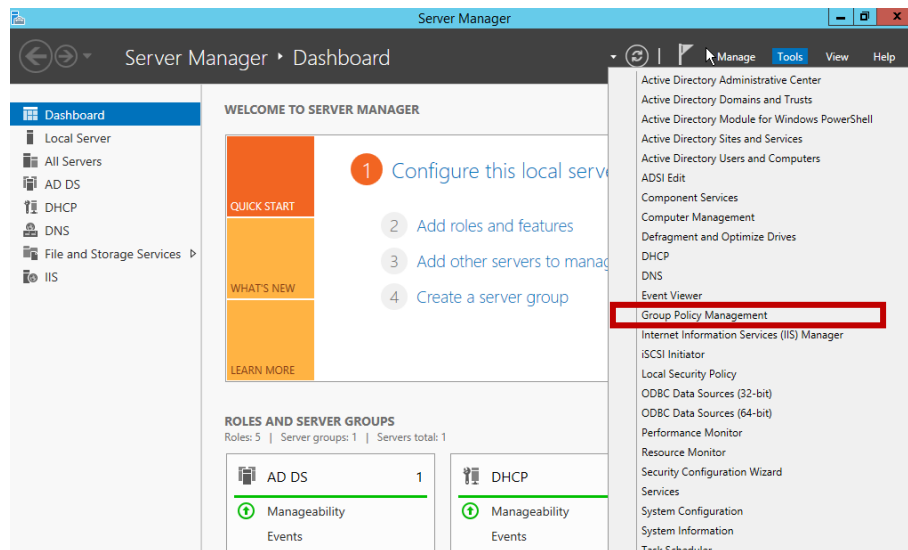 Server Manager
Server Manager • Dashboard
Manage Tools View Help
Dashboard
Local Server
All Servers
AD DS
DHCP
DNS
File and Storage Services
IIS
WELCOME TO SERVER MANAGER
QUICK START
WHAT'S NEW
LEARN MORE
1 Configure this local serve
2 Add roles and features
3 Add other servers to manag
4 Create a server group
ROLES AND SERVER GROUPS
Roles: 5 | Server groups: 1 | Servers total: 1
AD DS 1
Manageability
Events
DHCP
Manageability
Events
Active Directory Administrative Center
Active Directory Domains and Trusts
Active Directory Module for Windows PowerShell
Active Directory Sites and Services
Active Directory Users and Computers
ADSI Edit
Component Services
Computer Management
Defragment and Optimize Drives
DHCP
DNS
Event Viewer
Group Policy Management
Internet Information Services (IIS) Manager
iSCSI Initiator
Local Security Policy
ODBC Data Sources (32-bit)
ODBC Data Sources (64-bit)
Performance Monitor
Resource Monitor
Security Configuration Wizard
Services
System Configuration
System Information
Task Scheduler